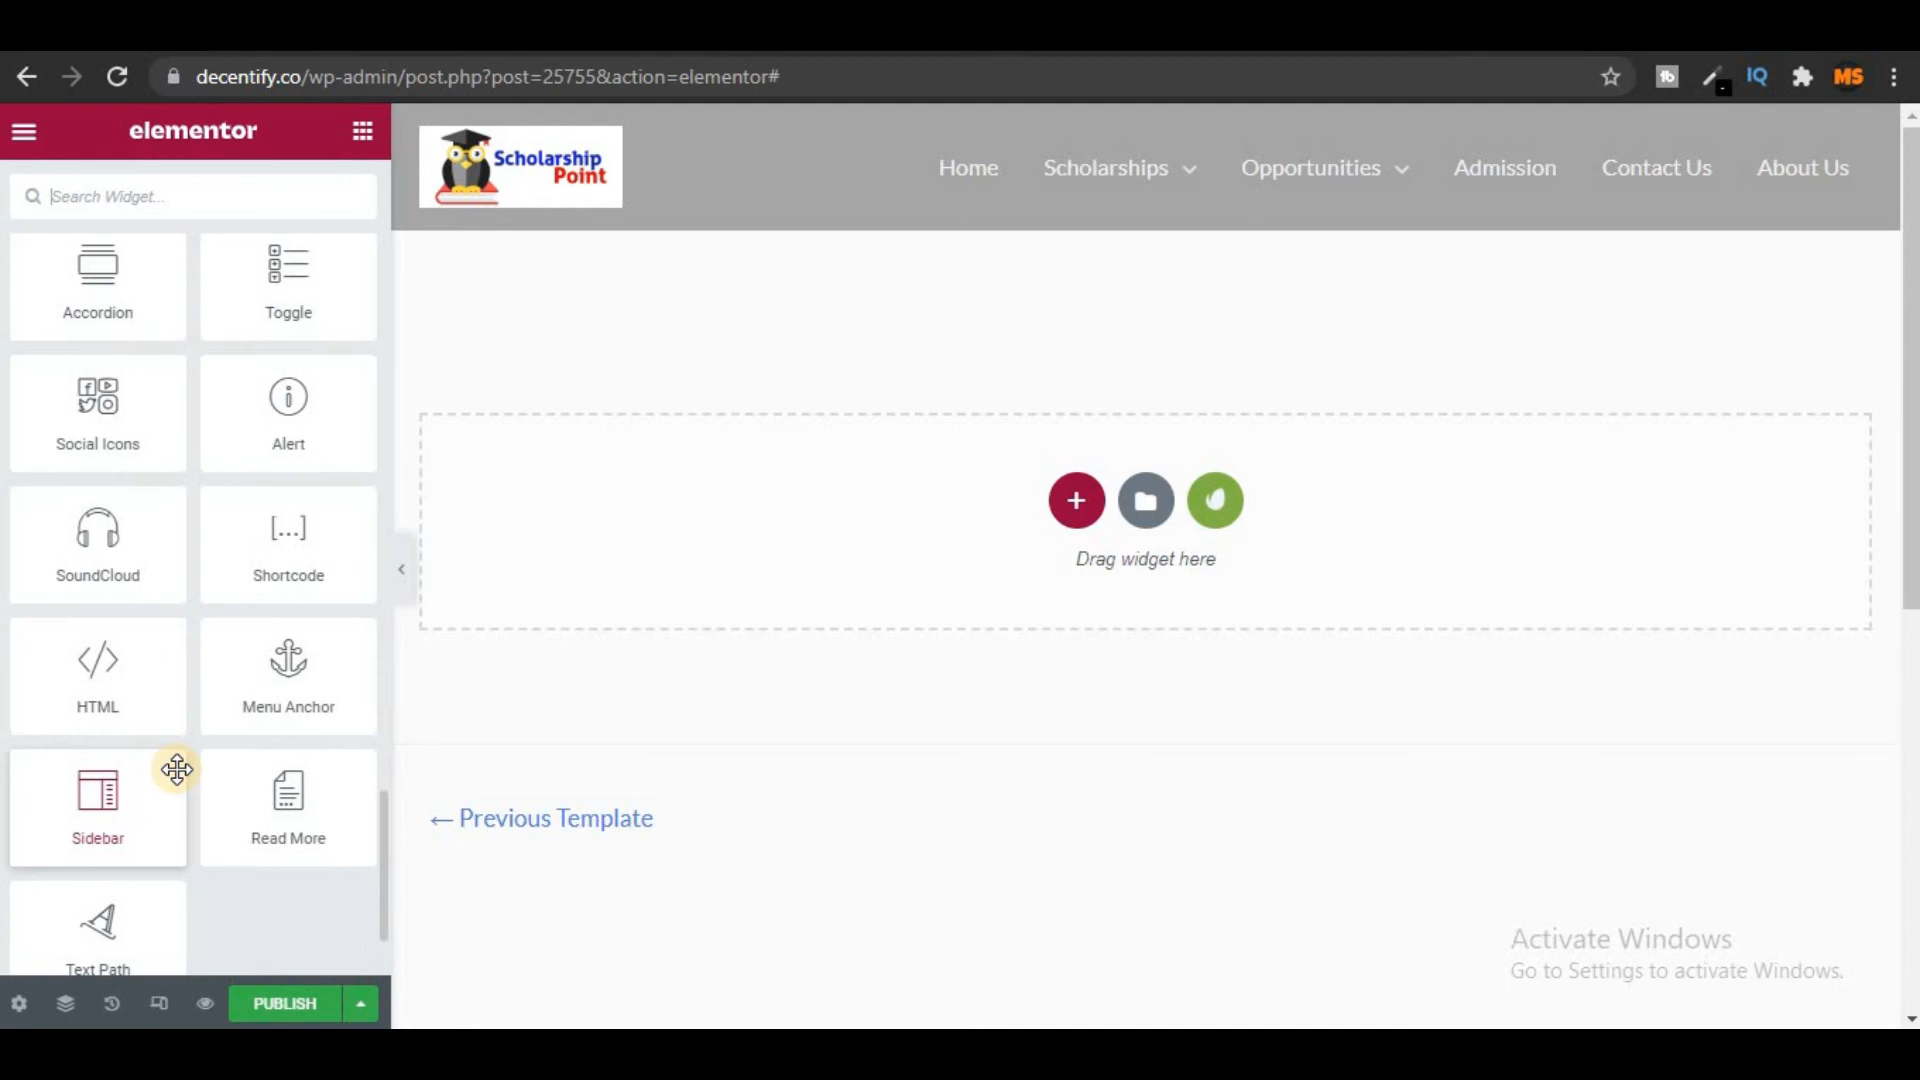 decentify.co/wp-admin/post.php?post=25755&action=elementor#
IQ
MS
elementor
Search Widget...
Accordion
Toggle
Social Icons
Alert
SoundCloud
[...]
Shortcode
</>
HTML
Menu Anchor
Sidebar
Read More
Text Path
PUBLISH
Scholarship
Point
Home
Scholarships
Opportunities
Admission
Contact Us
About Us
Drag widget here
← Previous Template
Activate Windows
Go to Settings to activate Windows.